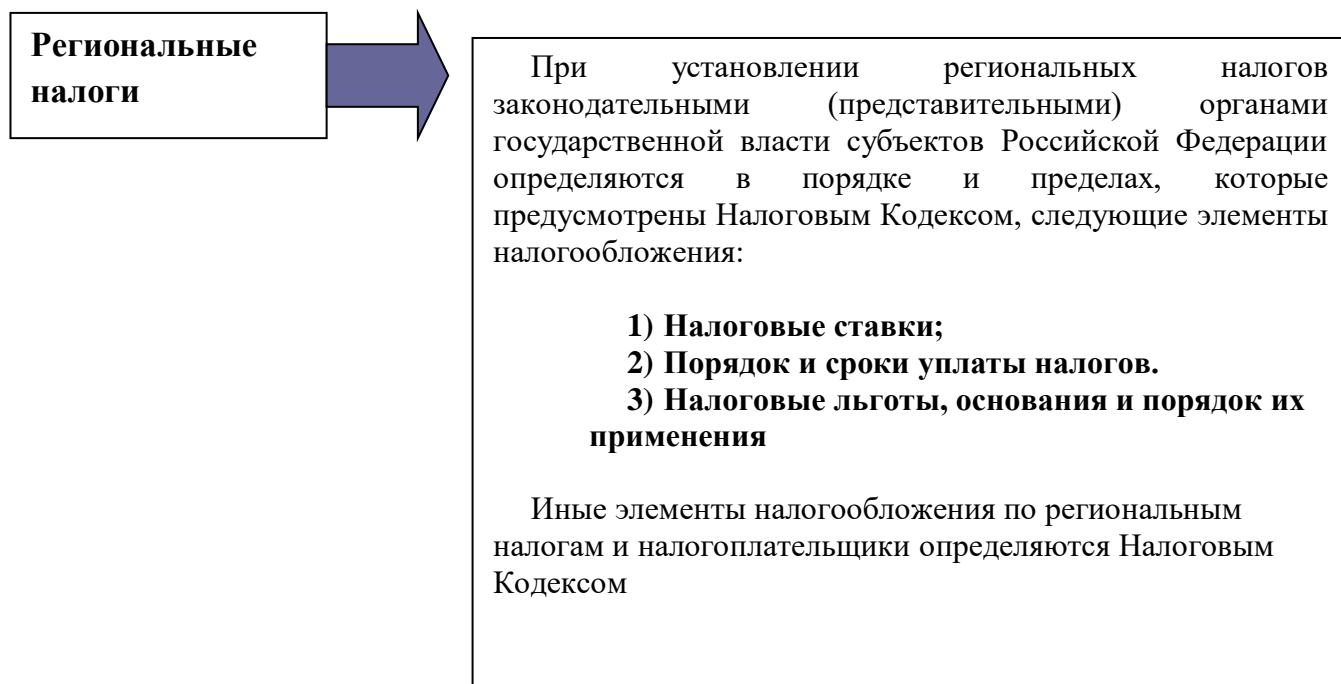 Региональные
налоги
При установлении региональных налогов
законодательными (представительными) органами
государственной власти субъектов Российской Федерации
определяются в порядке и пределах, которые
предусмотрены Налоговым Кодексом, следующие элементы
налогообложения:
1) Налоговые ставки;
2) Порядок и сроки уплаты налогов.
3) Налоговые льготы, основания и порядок их
применения
Иные элементы налогообложения по региональным
налогам и налогоплательщики определяются Налоговым
Кодексом